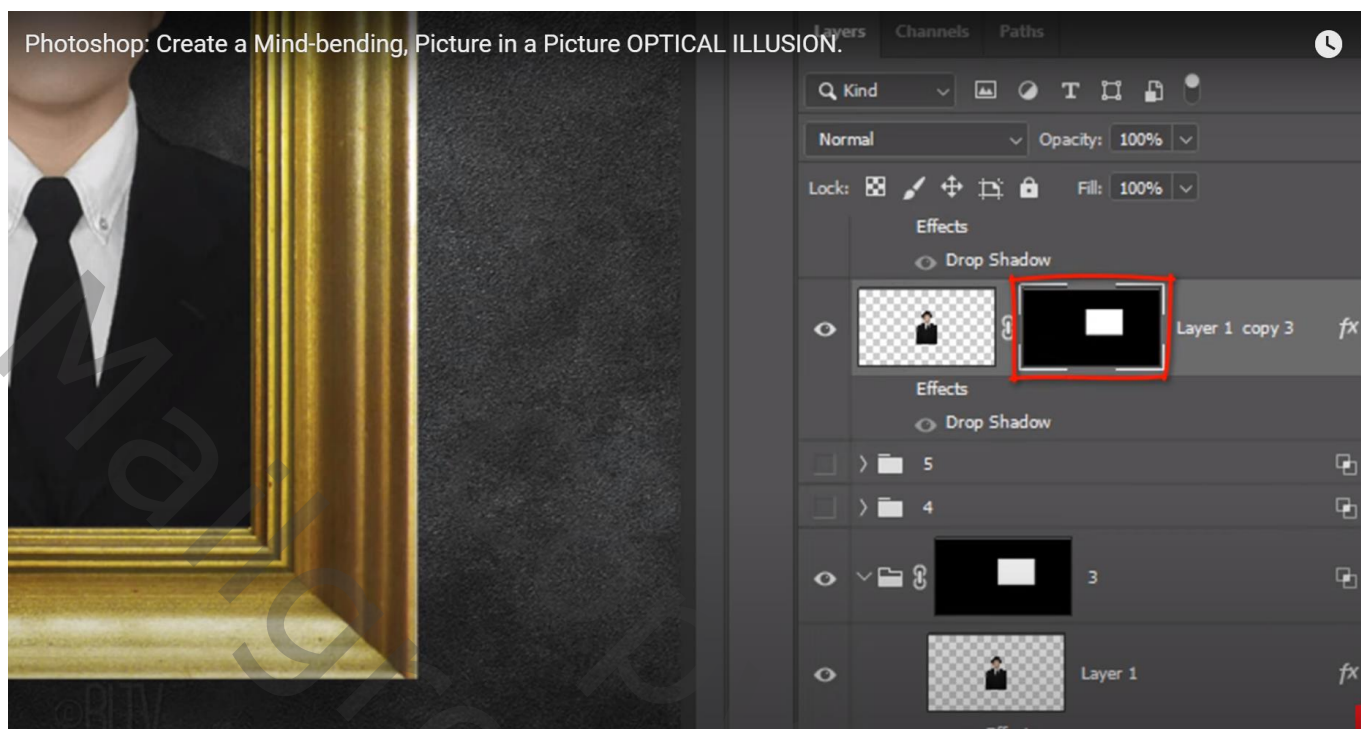 Photoshop: Create a Mind-bending, Picture in a Picture OPTICAL ILLUSION.
Layers Channels Paths
Kind
Normal Opacity: 100%
Lock: Fill: 100%
Effects
Drop Shadow
Layer 1 copy 3 fx
Effects
Drop Shadow
5
4
3
Layer 1 fx
©BLTV